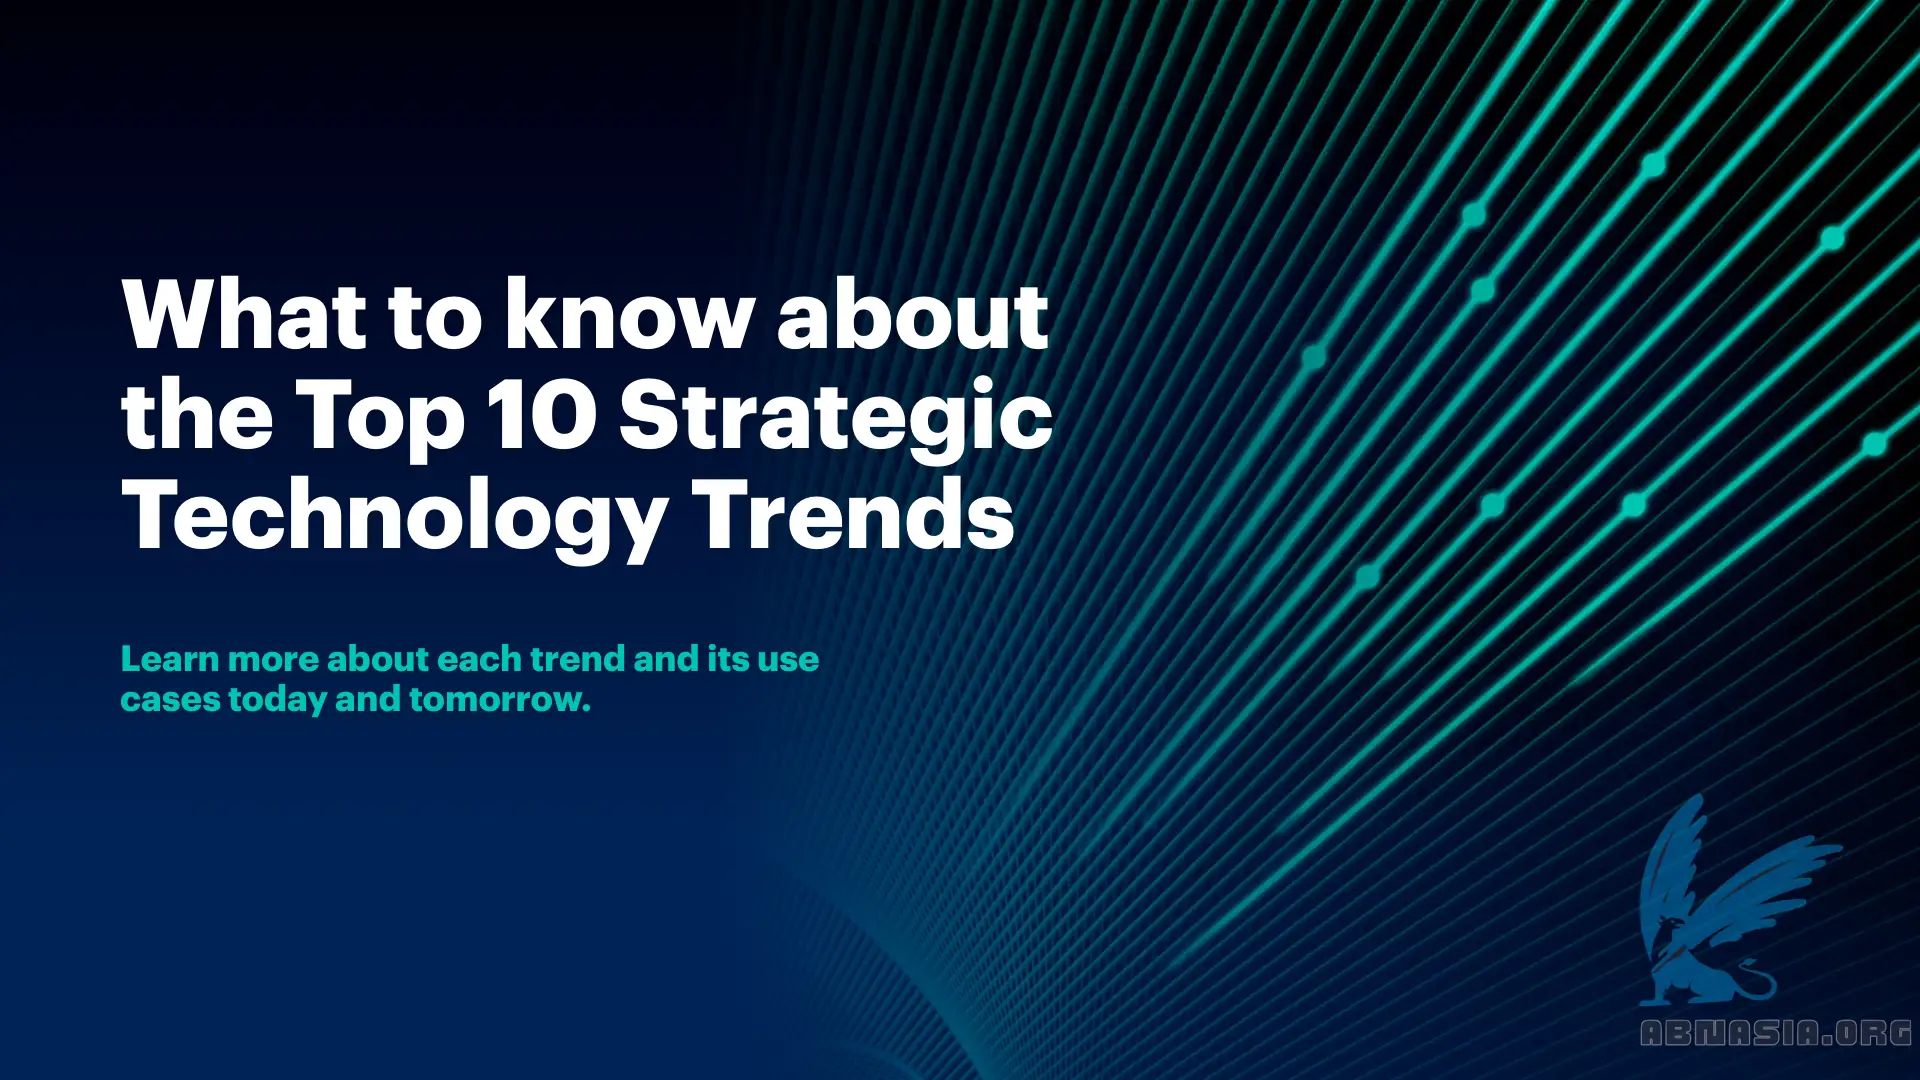 What to know about
the Top 10 Strategic
Technology Trends
Learn more about each trend and its use
cases today and tomorrow.
ABNASIA.ORG